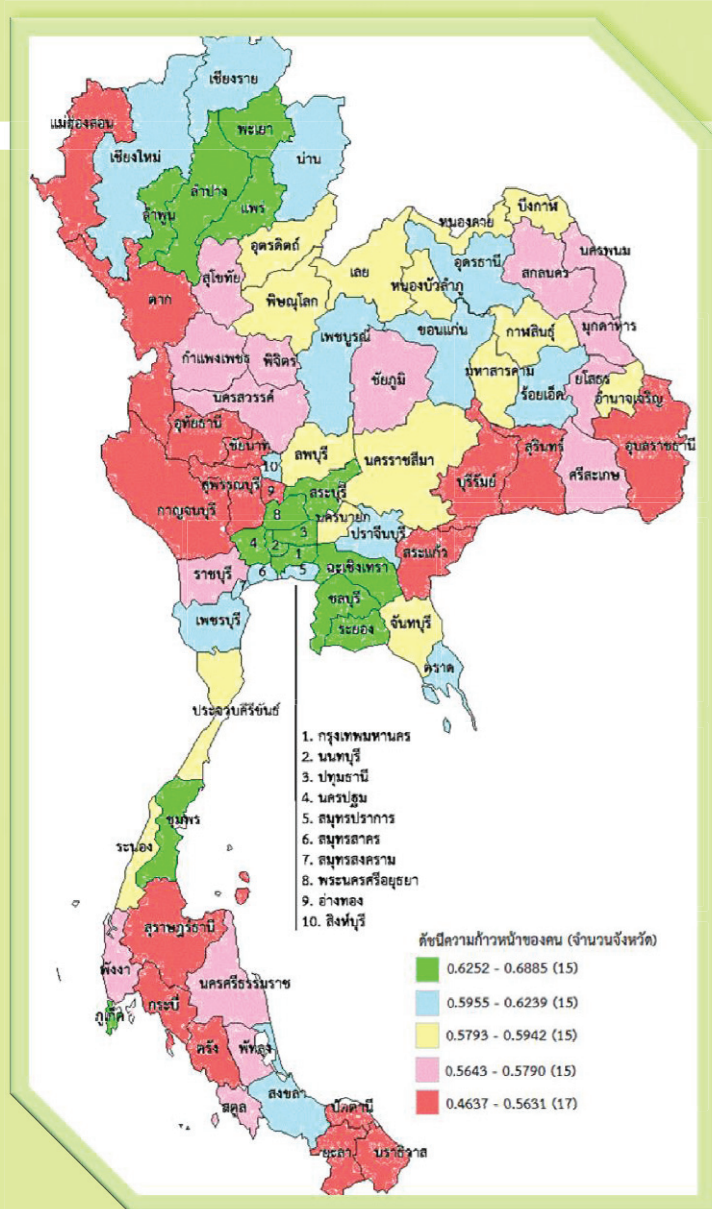 เชียงราย
แม่ฮ่องสอน
พะเยา
เชียงใหม่
น่าน
ลำปาง
ลำพูน
แพร่
บึงกาฬ
หนองคาย
อุตรดิตถ์
นครพนม
อุดรธานี
สกลนคร
สุโขทัย
เลย
หนองบัวลำภู
ตาก
พิษณุโลก
เพชบูรณ์
ขอนแก่น
กาฬสินธุ์
มุกดาหาร
กำแพงเพชร
พิจิตร
ชัยภูมิ
มหาสารคาม
ร้อยเอ็ด
ยโสธร
อำนาจเจริญ
นครสวรรค์
อุทัยธานี
ชัยนาท
ลพบุรี
นครราชสีมา
สุรินทร์
อุบลราชธานี
10
ศรีสะเกษ
บุรีรัมย์
สุพรรณบุรี
9
สระบุรี
กาญจนบุรี
8
นครนายก
3
ปราจีนบุรี
4
2
1
สระแก้ว
ราชบุรี
6
5
ฉะเชิงเทรา
7
ชลบุรี
เพชรบุรี
ระยอง
จันทบุรี
ตราด
ประจวบคิรีขันธ์
1. กรุงเทพมหานคร
2. นนทบุรี
3. ปทุมธานี
4. นครปฐม
5. สมุทรปราการ
6. สมุทรสาคร
7. สมุทรสงคราม
8. พระนครศรีอยุธยา
9. อ่างทอง
10. สิงห์บุรี
ชุมพร
ระนอง
สุราษฎร์ธานี
พังงา
นครศรีธรรมราช
กระบี่
ภูเก็ต
ตรัง
พัทลุง
สงขลา
สตูล
ปัตตานี
ยะลา
นราธิวาส
ดัชนีความก้าวหน้าของคน (จำนวนจังหวัด)
0.6252 - 0.6885 (15)
0.5955 - 0.6239 (15)
0.5793 - 0.5942 (15)
0.5643 - 0.5790 (15)
0.4637 - 0.5631 (17)